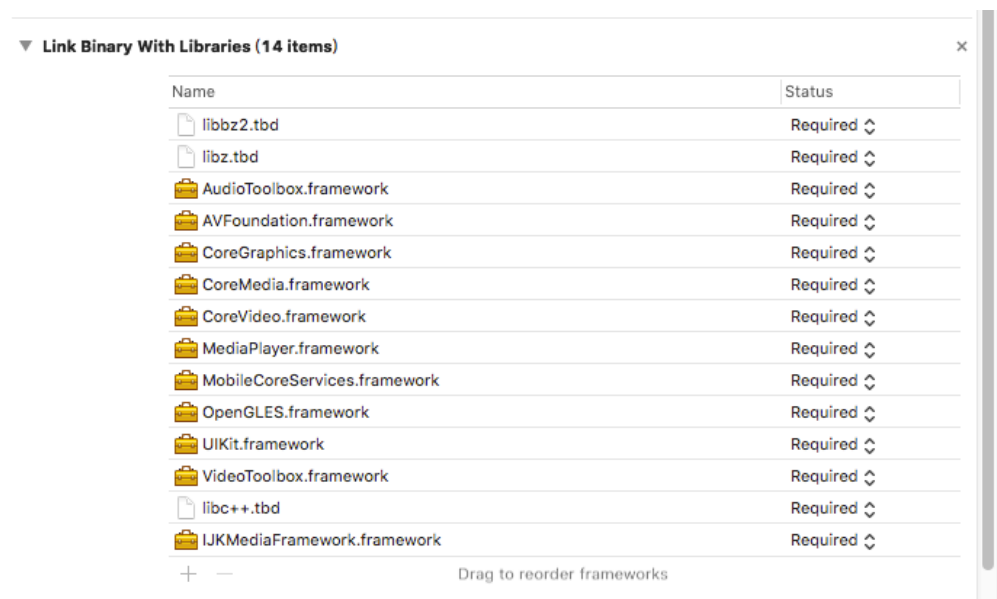 Link Binary With Libraries (14 items)
Name Status
libbz2.tbd Required
libz.tbd Required
AudioToolbox.framework Required
AVFoundation.framework Required
CoreGraphics.framework Required
CoreMedia.framework Required
CoreVideo.framework Required
MediaPlayer.framework Required
MobileCoreServices.framework Required
OpenGLES.framework Required
UIKit.framework Required
VideoToolbox.framework Required
libc++.tbd Required
IJKMediaFramework.framework Required
Drag to reorder frameworks